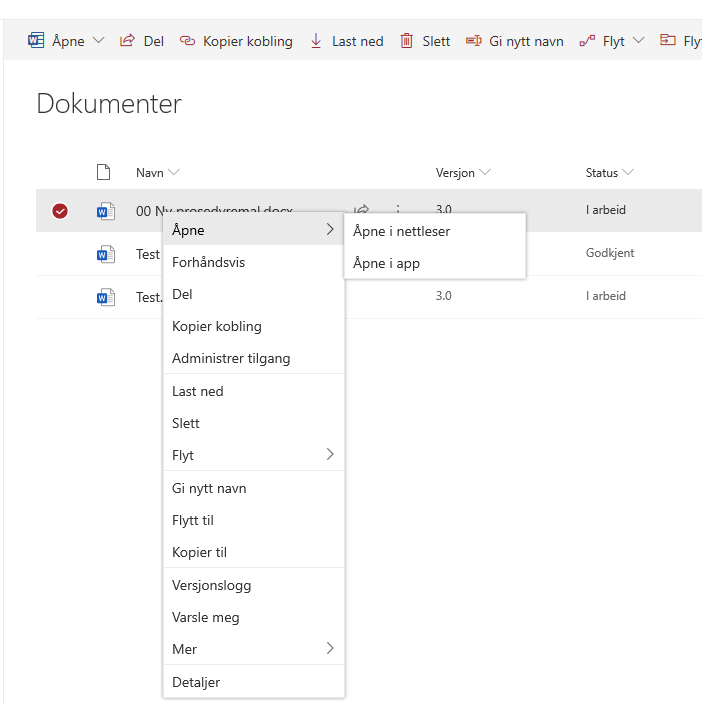 Åpne Del Kopier kobling Last ned Slett Gi nytt navn Flyt
Dokumenter
Navn Versjon Status
00 Ny prosedyremal.docx 3.0 I arbeid
Test Godkjent
Test. 3.0 I arbeid
Åpne
Forhåndsvis
Del
Kopier kobling
Administrer tilgang
Last ned
Slett
Flyt
Gi nytt navn
Flytt til
Kopier til
Versjonslogg
Varsle meg
Mer
Detaljer
Åpne i nettleser
Åpne i app